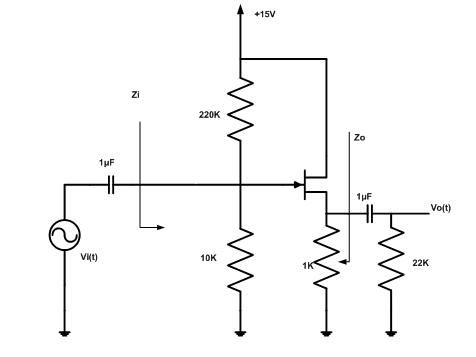 +15V
Zi
220K
Zo
1µF
1µF
Vo(t)
Vi(t)
10K
1K
22K